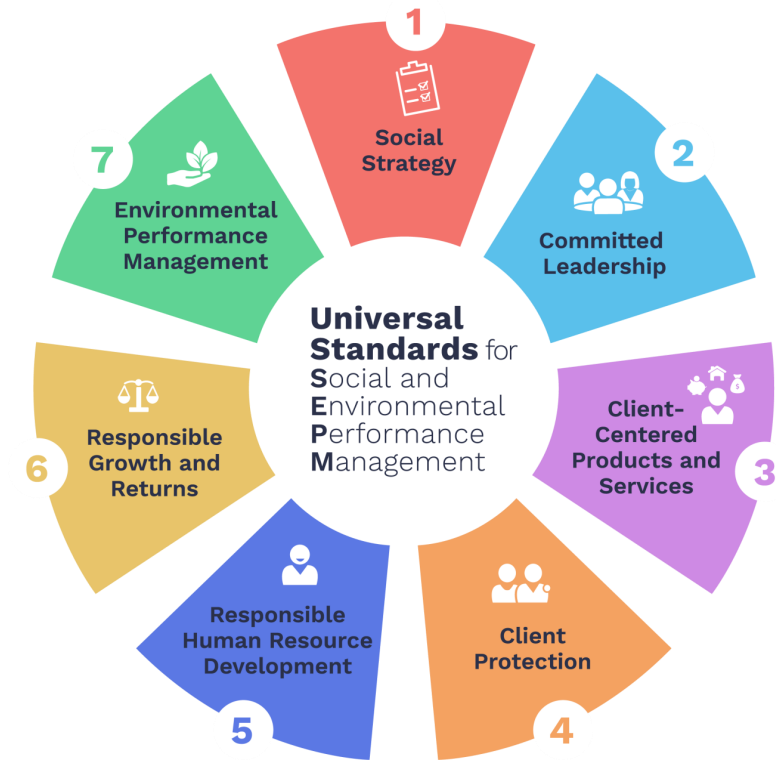 Universal
Standards for
Social and
Environmental
Performance
Management
1
Social
Strategy
2
Committed
Leadership
3
Client-
Centered
Products and
Services
$
4
Client
Protection
5
Responsible
Human Resource
Development
6
Responsible
Growth and
Returns
7
Environmental
Performance
Management